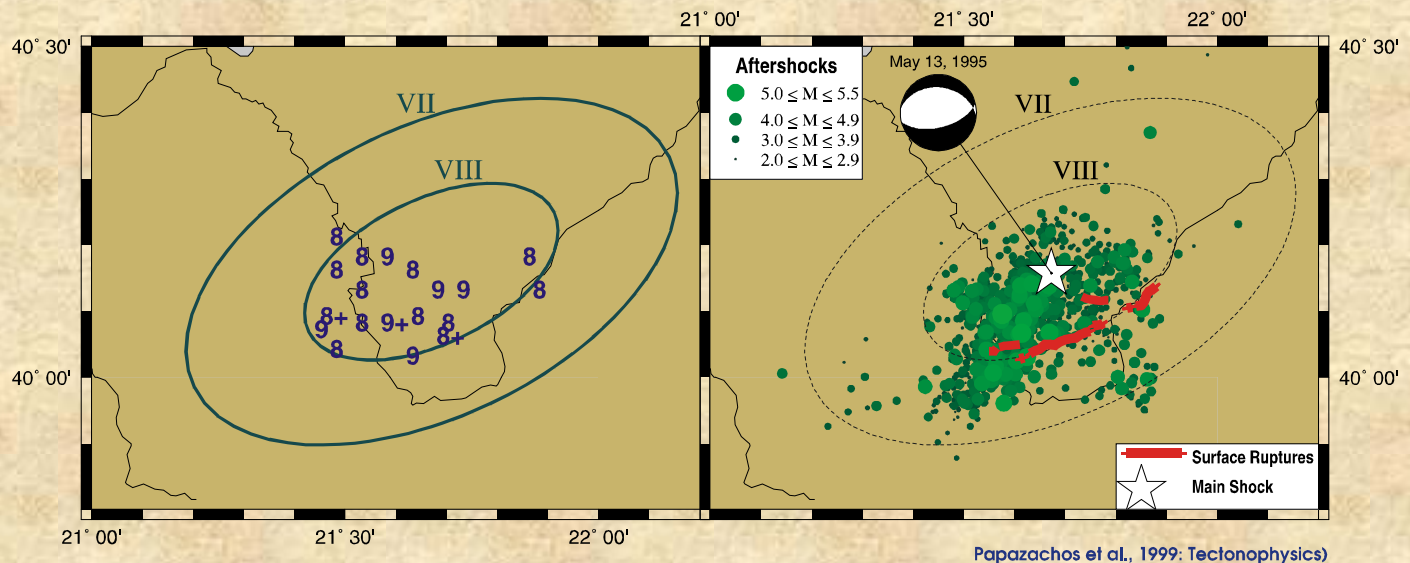 21° 00'
21° 30'
22° 00'
40° 30'
40° 30'
VII
VIII
8
8
9
8
8
8
8
9
9
8
8+
9
8
9+
8
8
8+
8
9
40° 00'
21° 00'
21° 30'
22° 00'
Aftershocks
5.0 ≤ M ≤ 5.5
4.0 ≤ M ≤ 4.9
3.0 ≤ M ≤ 3.9
2.0 ≤ M ≤ 2.9
May 13, 1995
VII
VIII
40° 00'
Surface Ruptures
Main Shock
Papazachos et al., 1999: Tectonophysics)